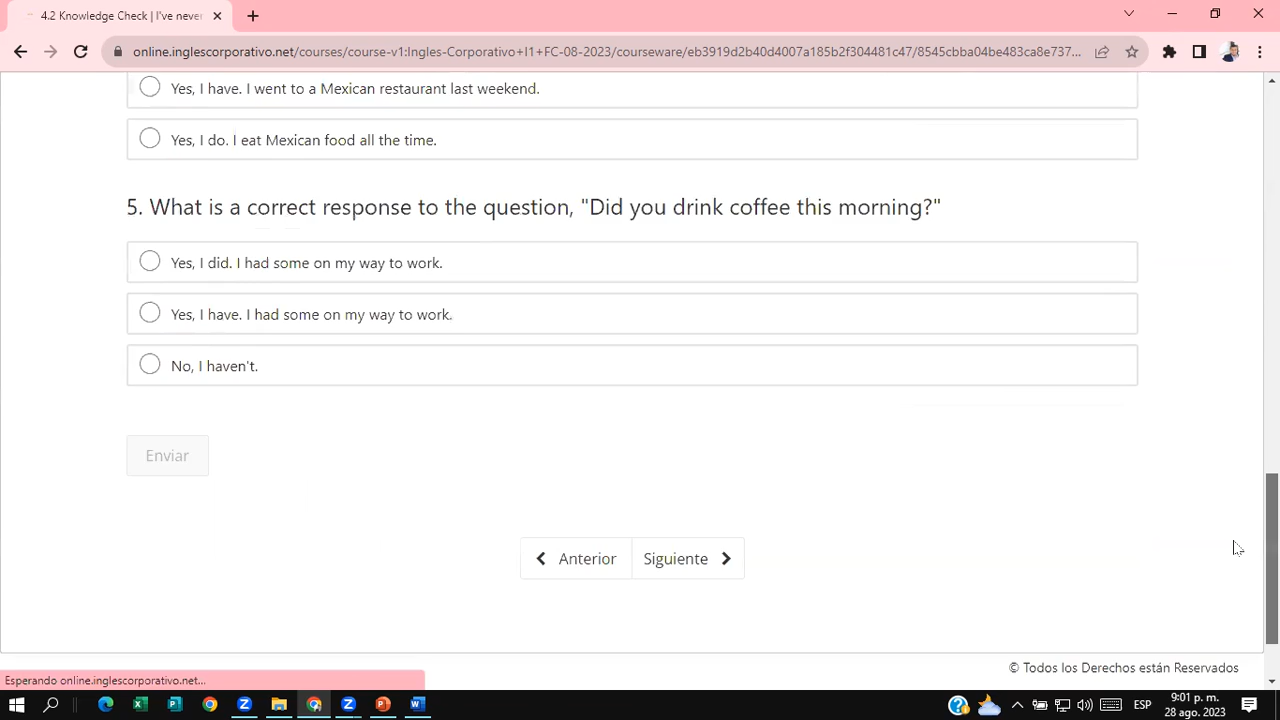 4.2 Knowledge Check | I've never
online.inglescorporativo.net/courses/course-v1:Ingles-Corporativo+I1+FC-08-2023/courseware/eb3919d2b40d4007a185b2f304481c47/8545cbba04be483ca8e737...
Yes, I have. I went to a Mexican restaurant last weekend.
Yes, I do. I eat Mexican food all the time.
5. What is a correct response to the question, "Did you drink coffee this morning?"
Yes, I did. I had some on my way to work.
Yes, I have. I had some on my way to work.
No, I haven't.
Enviar
Anterior
Siguiente
© Todos los Derechos están Reservados
Esperando online.inglescorporativo.net...
ESP
9:01 p. m.
28 ago. 2023